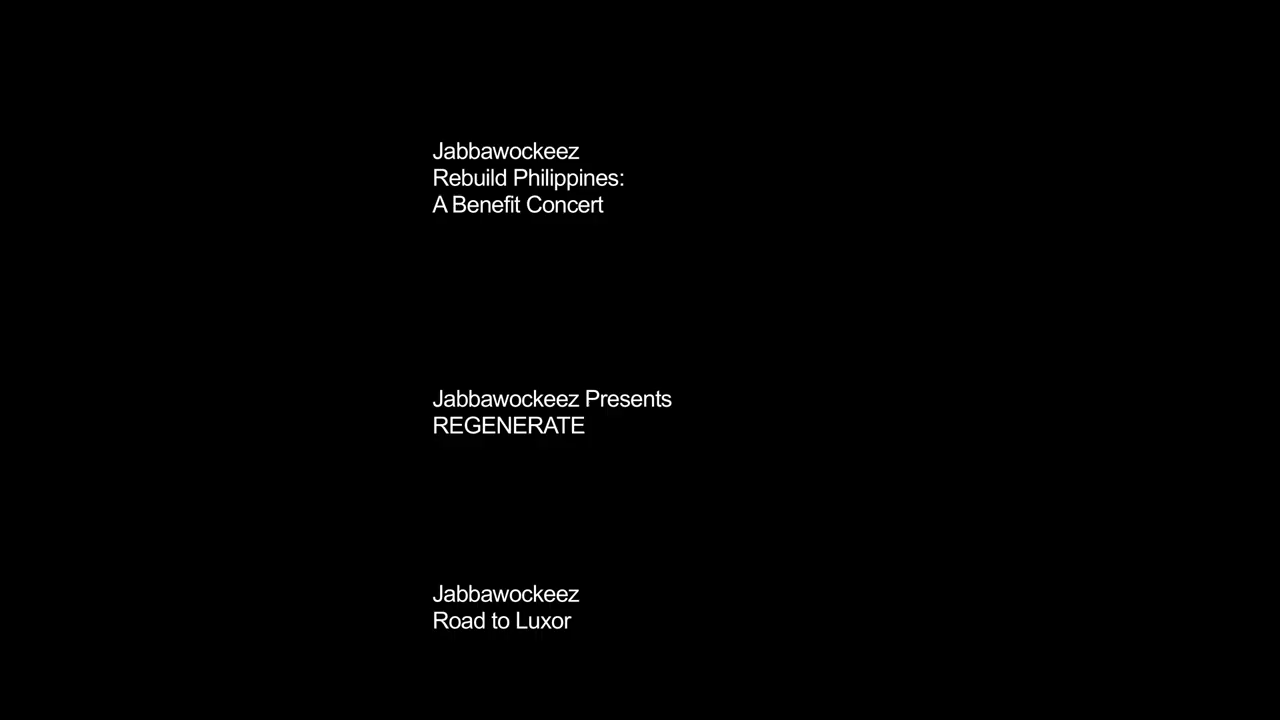 Jabbawockeez
Rebuild Philippines:
A Benefit Concert
Jabbawockeez Presents
REGENERATE
Jabbawockeez
Road to Luxor